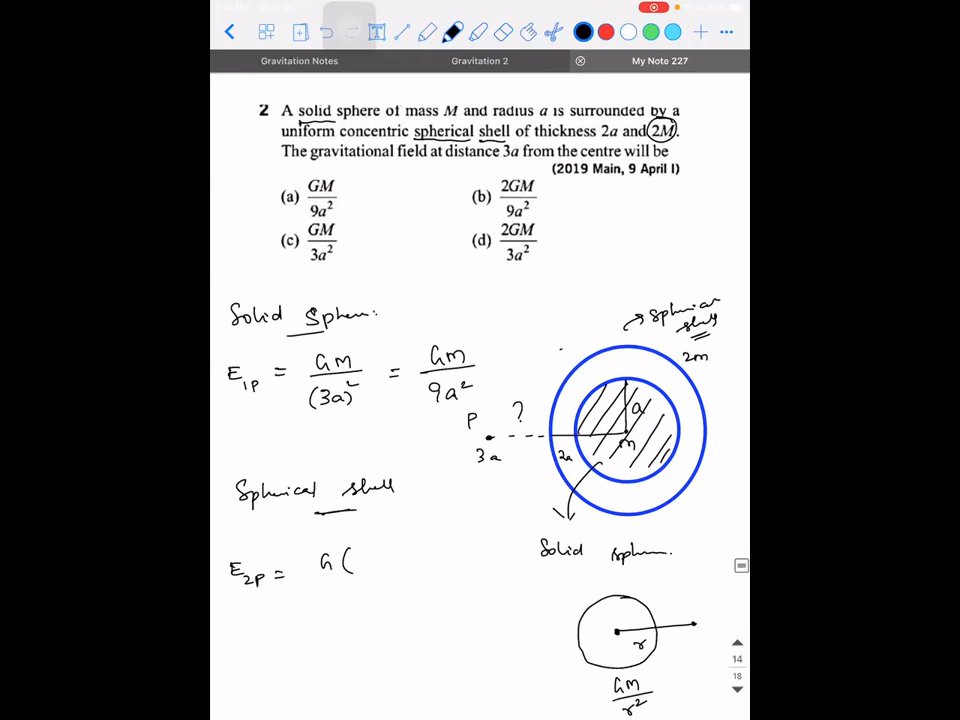 Gravitation Notes
Gravitation 2
My Note 227
2 A solid sphere of mass M and radius a is surrounded by a
uniform concentric spherical shell of thickness 2a and 2M.
The gravitational field at distance 3a from the centre will be
(2019 Main, 9 April I)
(a) GM/9a²
(b) 2GM/9a²
(c) GM/3a²
(d) 2GM/3a²
Solid Sphere:
E1P = GM/(3a)² = GM/9a²
Spherical shell
2m
a
m
P ?
3a
2a
Spherical shell
E2P = G(
Solid sphere.
r
GM/r²
14
18